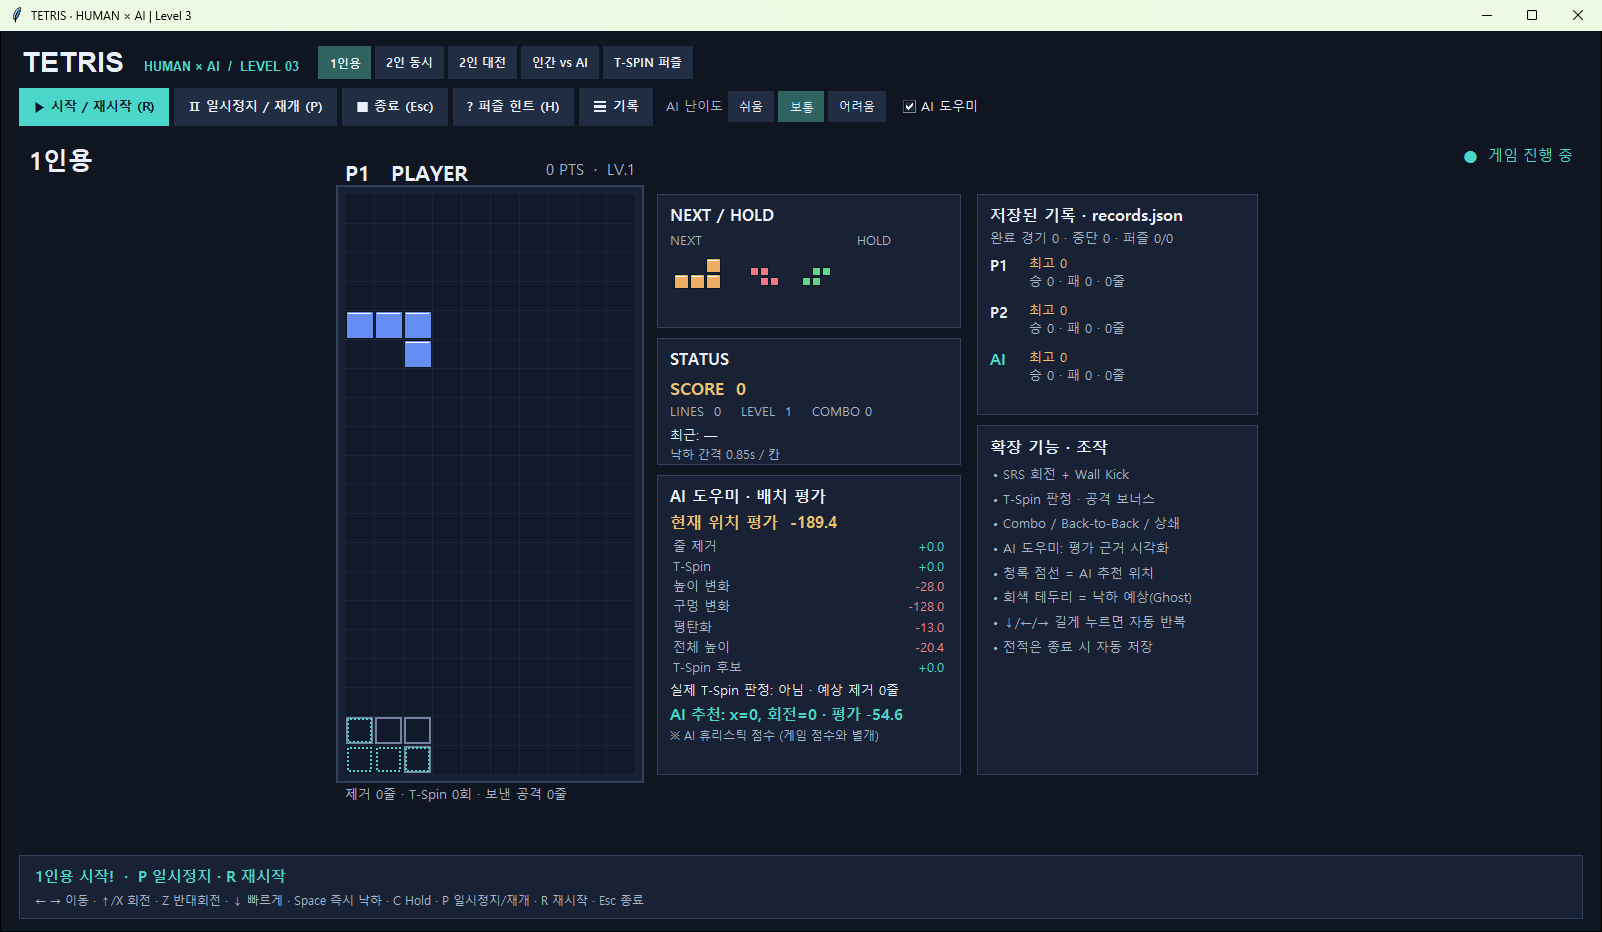 TETRIS · HUMAN × AI | Level 3
TETRIS HUMAN × AI / LEVEL 03 1인용 2인 동시 2인 대전 인간 vs AI T-SPIN 퍼즐
▶ 시작 / 재시작 (R) II 일시정지 / 재개 (P) ■ 종료 (Esc) ? 퍼즐 힌트 (H) ☰ 기록 AI 난이도 쉬움 보통 어려움 AI 도우미
1인용
● 게임 진행 중
P1 PLAYER 0 PTS · LV.1
제거 0줄 · T-Spin 0회 · 보낸 공격 0줄
NEXT / HOLD
NEXT HOLD
STATUS
SCORE 0
LINES 0 LEVEL 1 COMBO 0
최근: —
낙하 간격 0.85s / 칸
AI 도우미 · 배치 평가
현재 위치 평가 -189.4
줄 제거 +0.0
T-Spin +0.0
높이 변화 -28.0
구멍 변화 -128.0
평탄화 -13.0
전체 높이 -20.4
T-Spin 후보 +0.0
실제 T-Spin 판정: 아님 · 예상 제거 0줄
AI 추천: x=0, 회전=0 · 평가 -54.6
※ AI 휴리스틱 점수 (게임 점수와 별개)
저장된 기록 · records.json
완료 경기 0 · 중단 0 · 퍼즐 0/0
P1 최고 0
승 0 · 패 0 · 0줄
P2 최고 0
승 0 · 패 0 · 0줄
AI 최고 0
승 0 · 패 0 · 0줄
확장 기능 · 조작
• SRS 회전 + Wall Kick
• T-Spin 판정 · 공격 보너스
• Combo / Back-to-Back / 상쇄
• AI 도우미: 평가 근거 시각화
• 청록 점선 = AI 추천 위치
• 회색 테두리 = 낙하 예상(Ghost)
• ↓/←/→ 길게 누르면 자동 반복
• 전적은 종료 시 자동 저장
1인용 시작! · P 일시정지 · R 재시작
← → 이동 · ↑/X 회전 · Z 반대회전 · ↓ 빠르게 · Space 즉시 낙하 · C Hold · P 일시정지/재개 · R 재시작 · Esc 종료